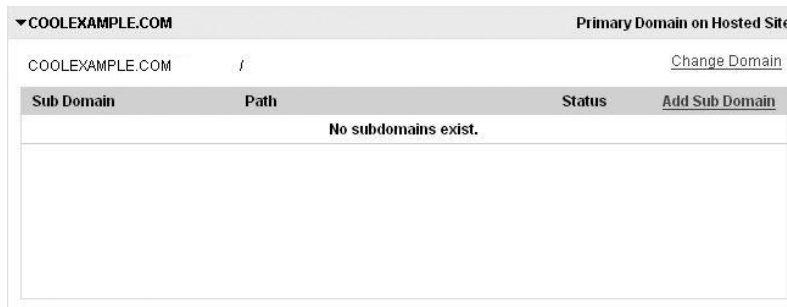 COOLEXAMPLE.COM Primary Domain on Hosted Site
COOLEXAMPLE.COM / Change Domain
Sub Domain Path Status Add Sub Domain
No subdomains exist.